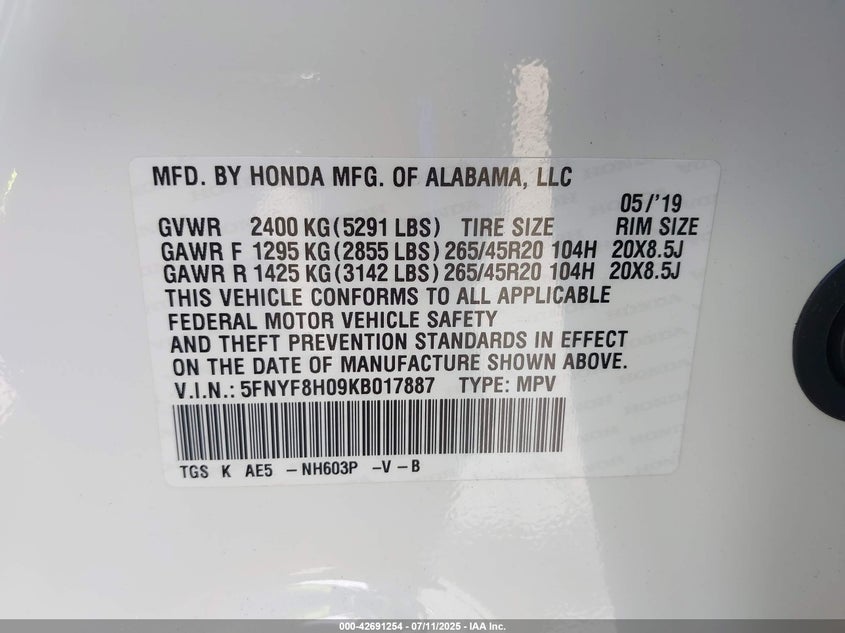 MFD. BY HONDA MFG. OF ALABAMA, LLC
05/'19
GVWR 2400 KG(5291 LBS) TIRE SIZE RIM SIZE
GAWR F 1295 KG(2855 LBS) 265/45R20 104H 20X8.5J
GAWR R 1425 KG(3142 LBS) 265/45R20 104H 20X8.5J
THIS VEHICLE CONFORMS TO ALL APPLICABLE
FEDERAL MOTOR VEHICLE SAFETY
AND THEFT PREVENTION STANDARDS IN EFFECT
ON THE DATE OF MANUFACTURE SHOWN ABOVE.
V.I.N.: 5FNYF8H09KB017887 TYPE: MPV
TGS K AE5 -NH603P -V-B
000-42691254 - 07/11/2025 - IAA Inc.